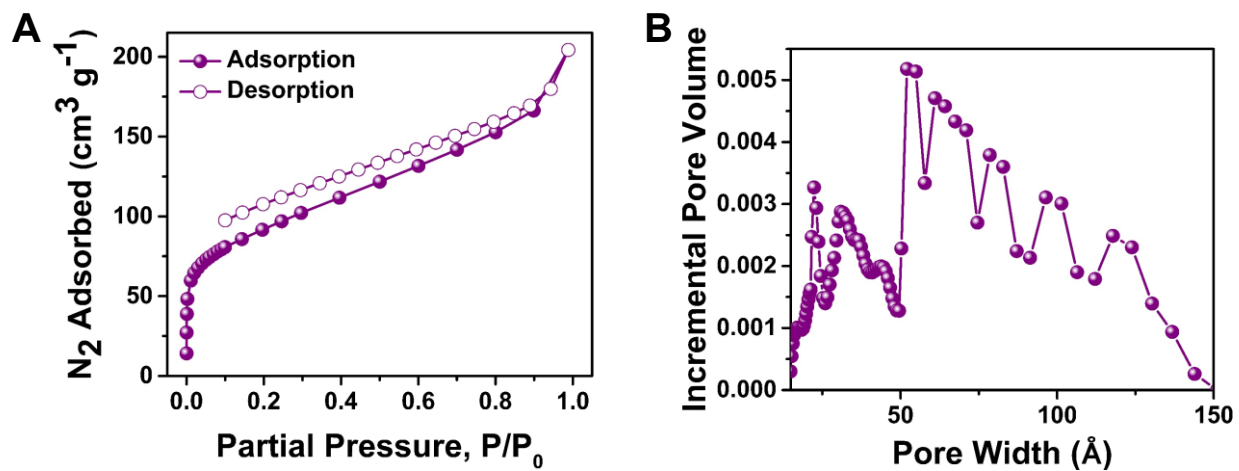 A
N₂ Adsorbed (cm³ g⁻¹)
200
150
100
50
0
Adsorption
Desorption
0.0 0.2 0.4 0.6 0.8 1.0
Partial Pressure, P/P₀
B
Incremental Pore Volume
0.005
0.004
0.003
0.002
0.001
0.000
50 100 150
Pore Width (Å)